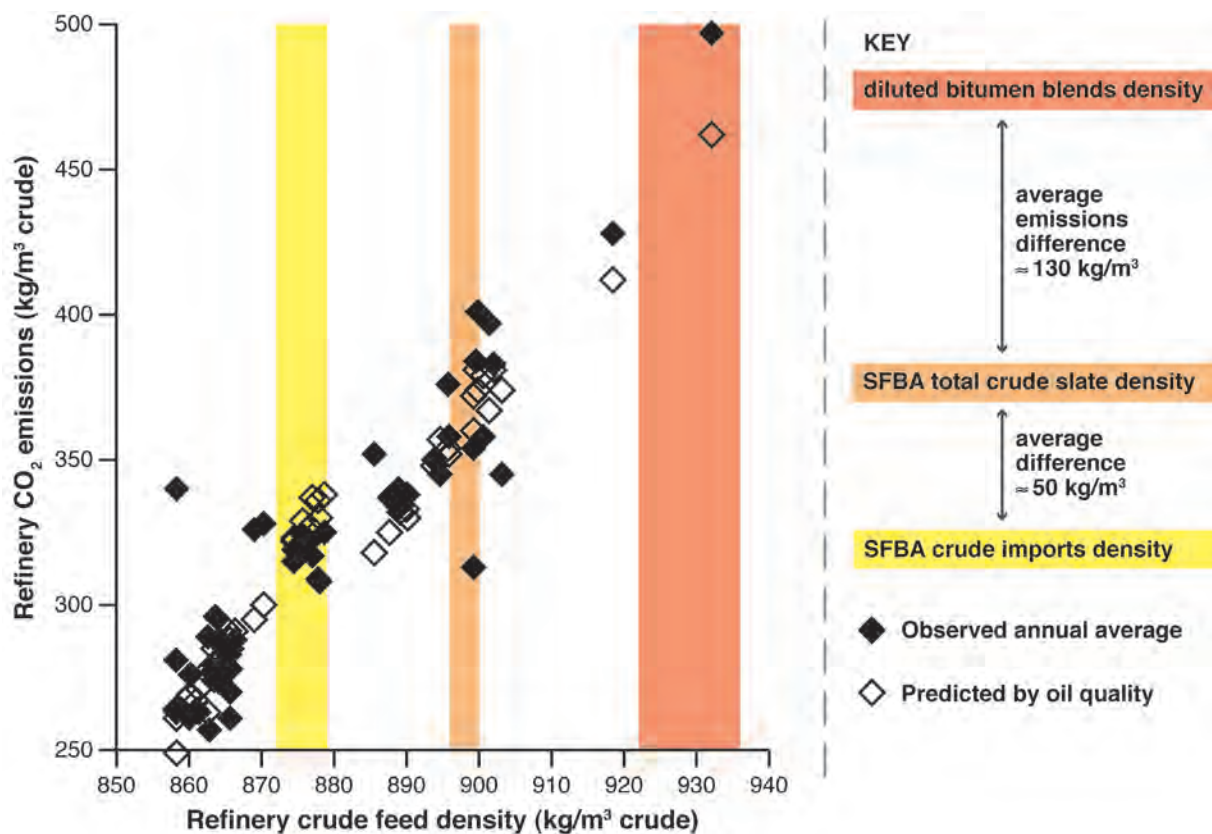 500
450
400
350
300
250
850
860
870
880
890
900
910
920
930
940
Refinery CO₂ emissions (kg/m³ crude)
Refinery crude feed density (kg/m³ crude)
KEY
diluted bitumen blends density
average
emissions
difference
≈ 130 kg/m³
SFBA total crude slate density
average
difference
≈ 50 kg/m³
SFBA crude imports density
Observed annual average
Predicted by oil quality